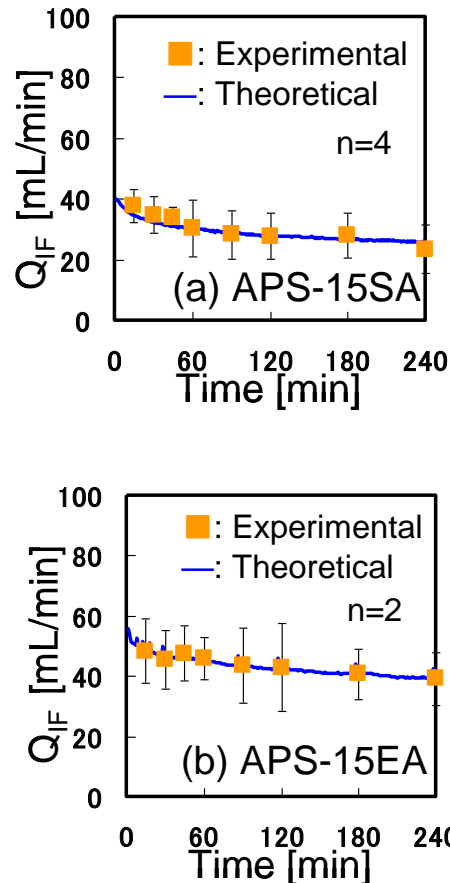 100
80
60
40
20
0
Q_IF [mL/min]
: Experimental
: Theoretical
n=4
(a) APS-15SA
0 60 120 180 240
Time [min]
100
80
60
40
20
0
Q_IF [mL/min]
: Experimental
: Theoretical
n=2
(b) APS-15EA
0 60 120 180 240
Time [min]